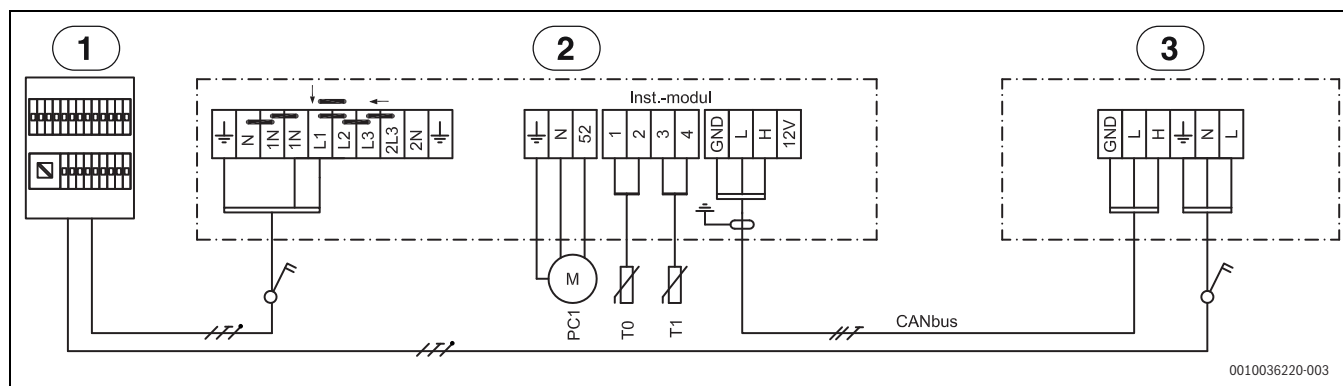 1
2
3
Inst.-modul
N 1N 1N L1 L2 L3 2L3 2N
N 52
1 2 3 4
GND L H 12V
GND L H N L
M
PC1
T0
T1
CANbus
0010036220-003